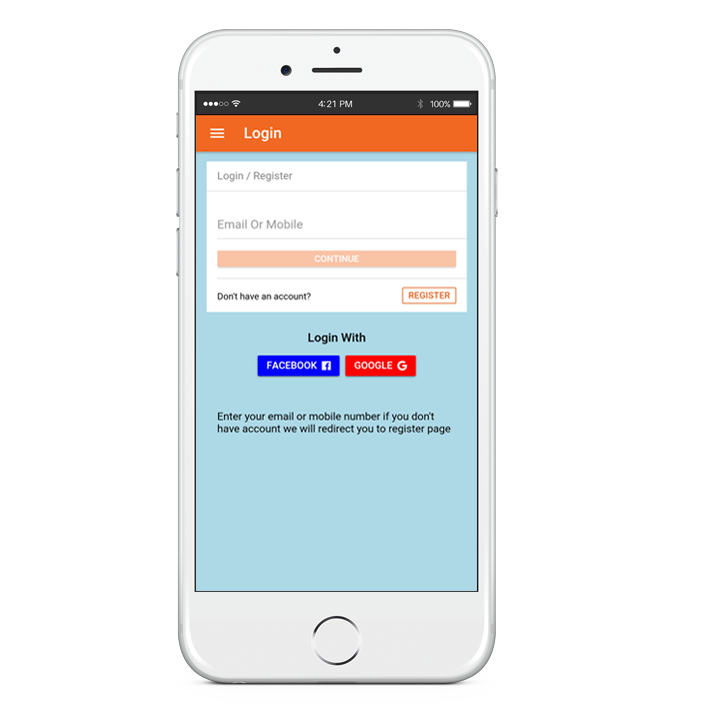 4:21 PM 100%
Login
Login / Register
Email Or Mobile
CONTINUE
Don't have an account? REGISTER
Login With
FACEBOOK GOOGLE
Enter your email or mobile number if you don't
have account we will redirect you to register page